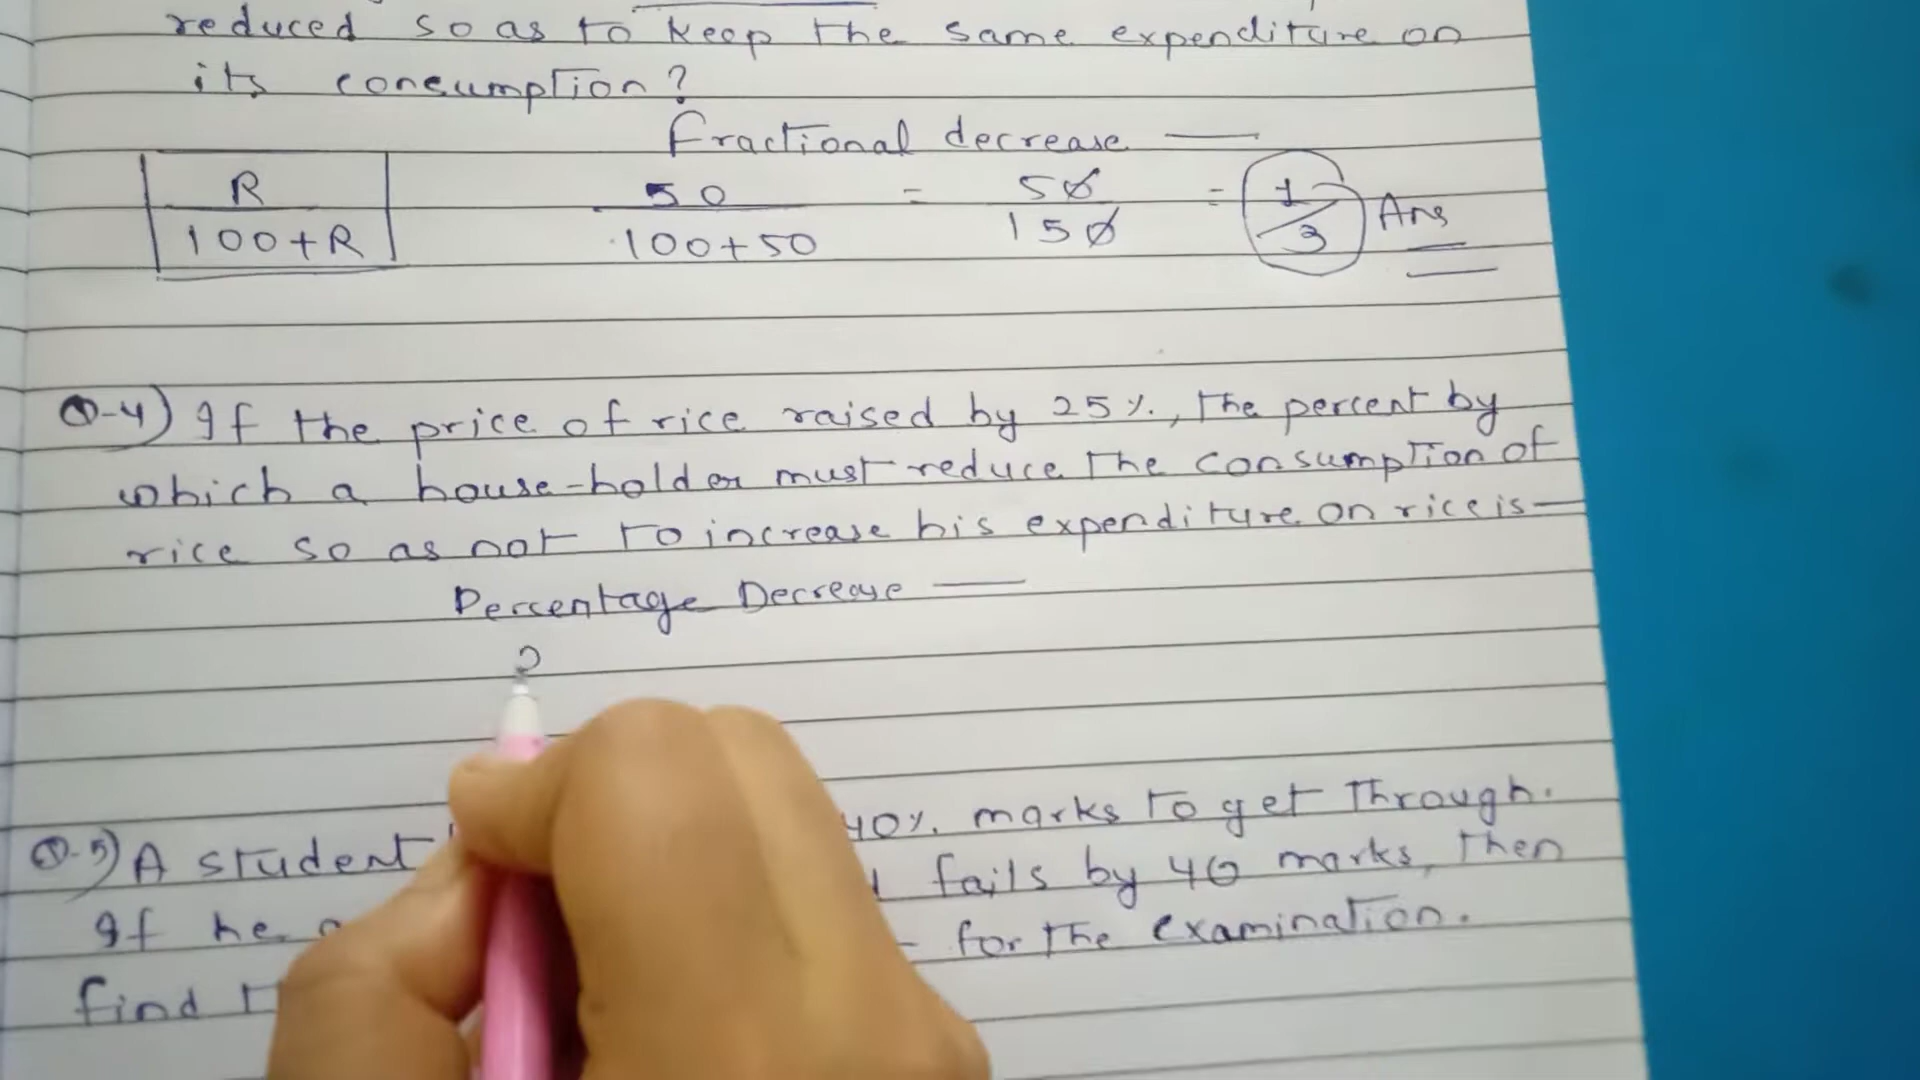 reduced so as to keep the same expenditure on
its consumption?
Fractional decrease —
R / 100+R
50 / 100+50 = 50 / 150 = 1/3 Ans
Q-4) If the price of rice raised by 25%, the percent by
which a house-holder must reduce the consumption of
rice so as not to increase his expenditure on rice is—
Percentage Decrease —
2
Q-5) A student 40% marks to get through.
If he fails by 40 marks, then
for the examination.
find